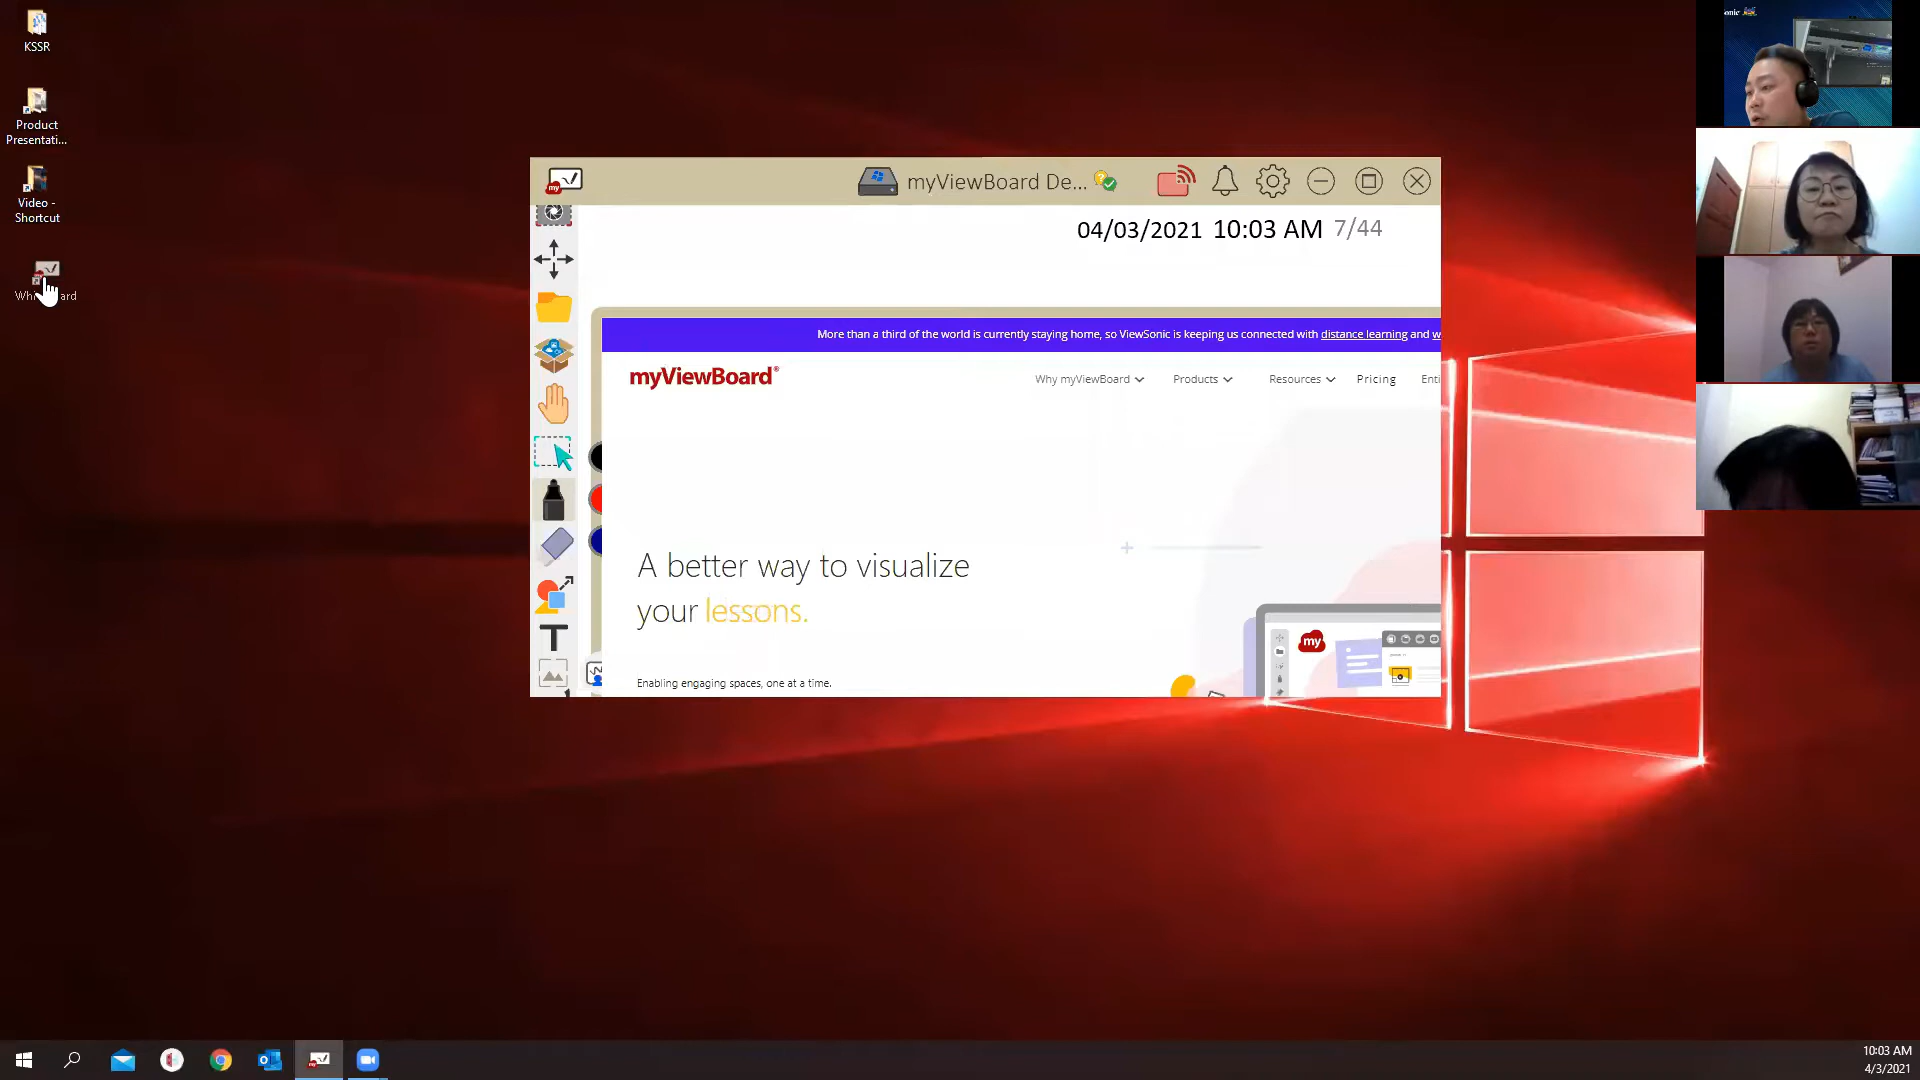 KSSR
Product
Presentati...
Video -
Shortcut
my
myViewBoard De...
04/03/2021 10:03 AM 7/44
More than a third of the world is currently staying home, so ViewSonic is keeping us connected with distance learning and w
myViewBoard®
Why myViewBoard
Products
Resources
Pricing
Enti
A better way to visualize
your lessons.
my
Enabling engaging spaces, one at a time.
T
10:03 AM
4/3/2021